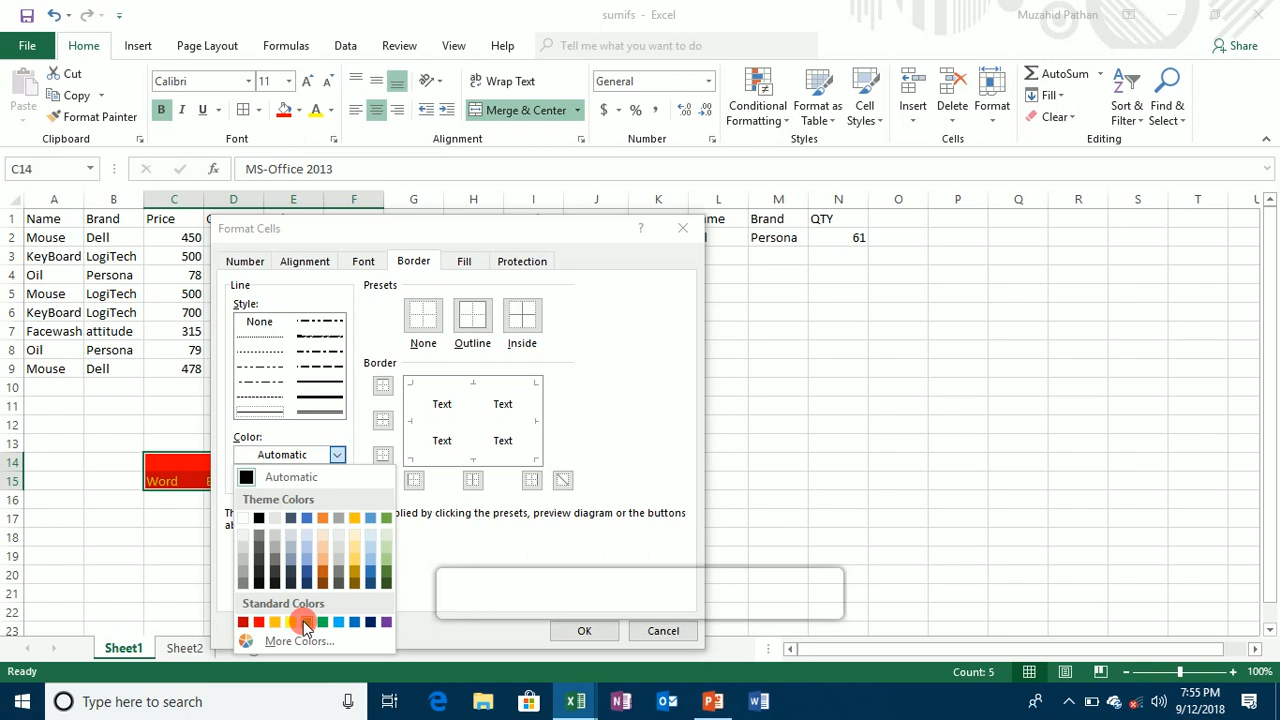 sumifs - Excel
Muzahid Pathan
File Home Insert Page Layout Formulas Data Review View Help Tell me what you want to do Share
Paste Cut Copy Format Painter
Calibri 11
B I U
Wrap Text
Merge & Center
General
$ % ,
Conditional Formatting Format as Table Cell Styles
Insert Delete Format
AutoSum Fill Clear
Sort & Filter Find & Select
Clipboard Font Alignment Number Styles Cells Editing
C14 fx MS-Office 2013
A B C D E F G H I J K L M N O P Q R S T U
1 Name Brand Price Brand QTY
2 Mouse Dell 450 Persona 61
3 KeyBoard LogiTech 500
4 Oil Persona 78
5 Mouse LogiTech 500
6 KeyBoard LogiTech 700
7 Facewash attitude 315
8 Oil Persona 79
9 Mouse Dell 478
10
11
12
13
14
15 Word
16
17
18
19
20
21
22
23
Format Cells ?
Number Alignment Font Border Fill Protection
Line
Style:
None
Color:
Automatic
Automatic
Theme Colors
Standard Colors
More Colors...
Presets
None Outline Inside
Border
Text Text
Text Text
plied by clicking the presets, preview diagram or the buttons
OK Cancel
Sheet1 Sheet2
Ready Count: 5 100%
Type here to search
7:55 PM
9/12/2018